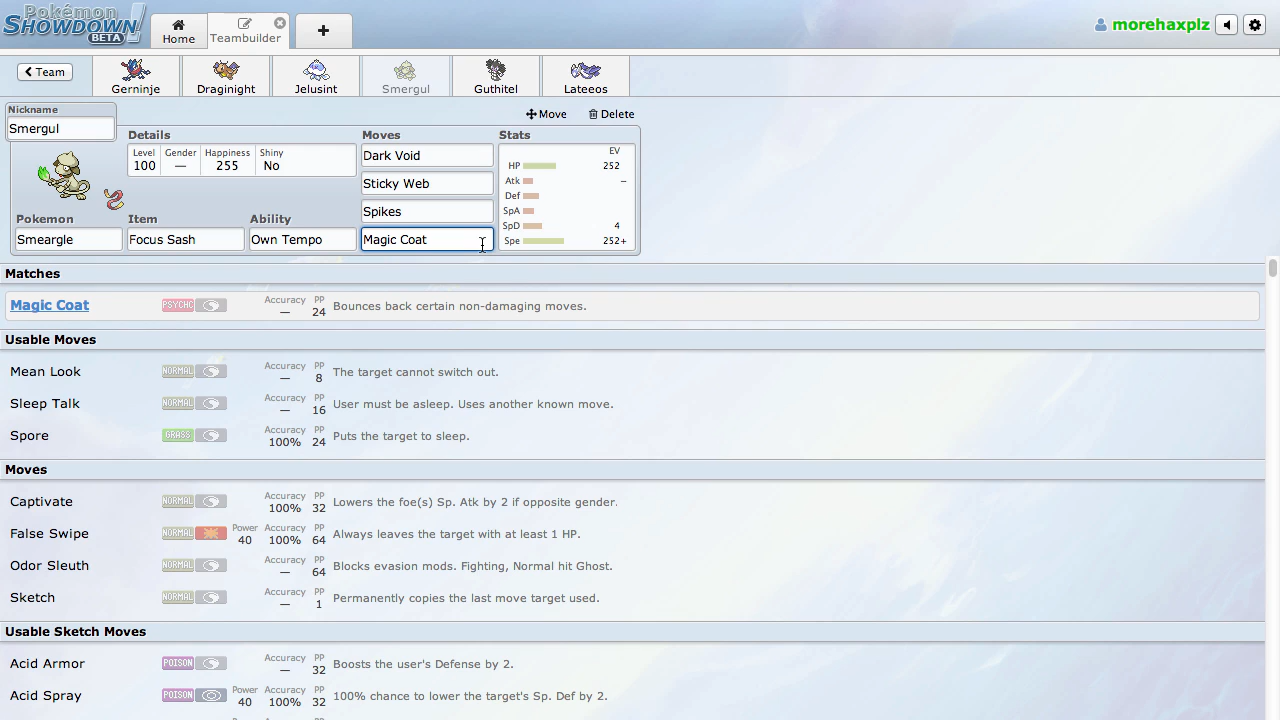 Pokémon
SHOWDOWN!
BETA
Home
Teambuilder
+
morehaxplz
Team
Gerninje
Draginight
Jelusint
Smergul
Guthitel
Lateeos
Nickname
Smergul
Move
Delete
Details
Moves
Stats
Level Gender Happiness Shiny
100 — 255 No
Dark Void
Sticky Web
Spikes
Magic Coat
EV
HP 252
Atk –
Def
SpA
SpD 4
Spe 252+
Pokemon
Item
Ability
Smeargle
Focus Sash
Own Tempo
Matches
Magic Coat PSYCHC Accuracy — PP 24 Bounces back certain non-damaging moves.
Usable Moves
Mean Look NORMAL Accuracy — PP 8 The target cannot switch out.
Sleep Talk NORMAL Accuracy — PP 16 User must be asleep. Uses another known move.
Spore GRASS Accuracy 100% PP 24 Puts the target to sleep.
Moves
Captivate NORMAL Accuracy 100% PP 32 Lowers the foe(s) Sp. Atk by 2 if opposite gender.
False Swipe NORMAL Power 40 Accuracy 100% PP 64 Always leaves the target with at least 1 HP.
Odor Sleuth NORMAL Accuracy — PP 64 Blocks evasion mods. Fighting, Normal hit Ghost.
Sketch NORMAL Accuracy — PP 1 Permanently copies the last move target used.
Usable Sketch Moves
Acid Armor POISON Accuracy — PP 32 Boosts the user's Defense by 2.
Acid Spray POISON Power 40 Accuracy 100% PP 32 100% chance to lower the target's Sp. Def by 2.